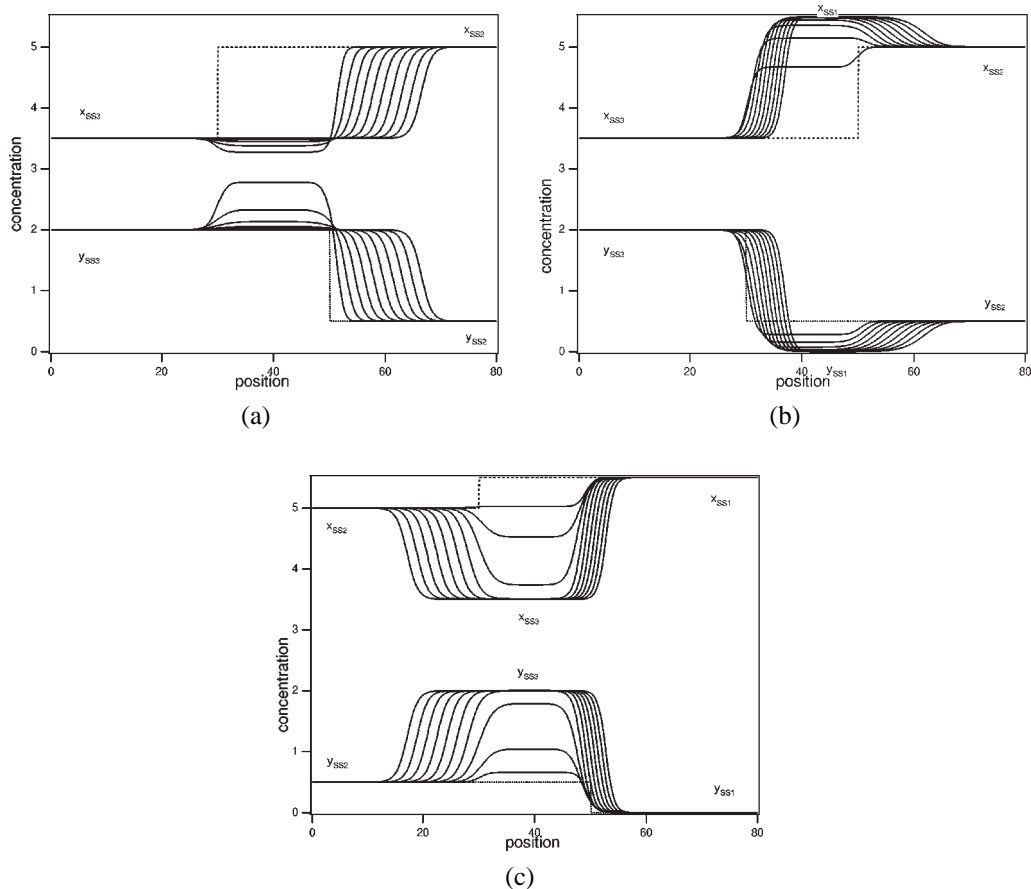 x_SS2
5
4
x_SS3
concentration
3
2
y_SS3
1
y_SS2
0
0 20 40 60 80
position
(a)
x_SS1
5
x_SS2
4
x_SS3
3
concentration
2
y_SS3
1
y_SS2
0
y_SS1
0 20 40 60 80
position
(b)
5
x_SS2
x_SS1
4
x_SS3
3
concentration
y_SS3
2
1
y_SS2
y_SS1
0
0 20 40 60 80
position
(c)